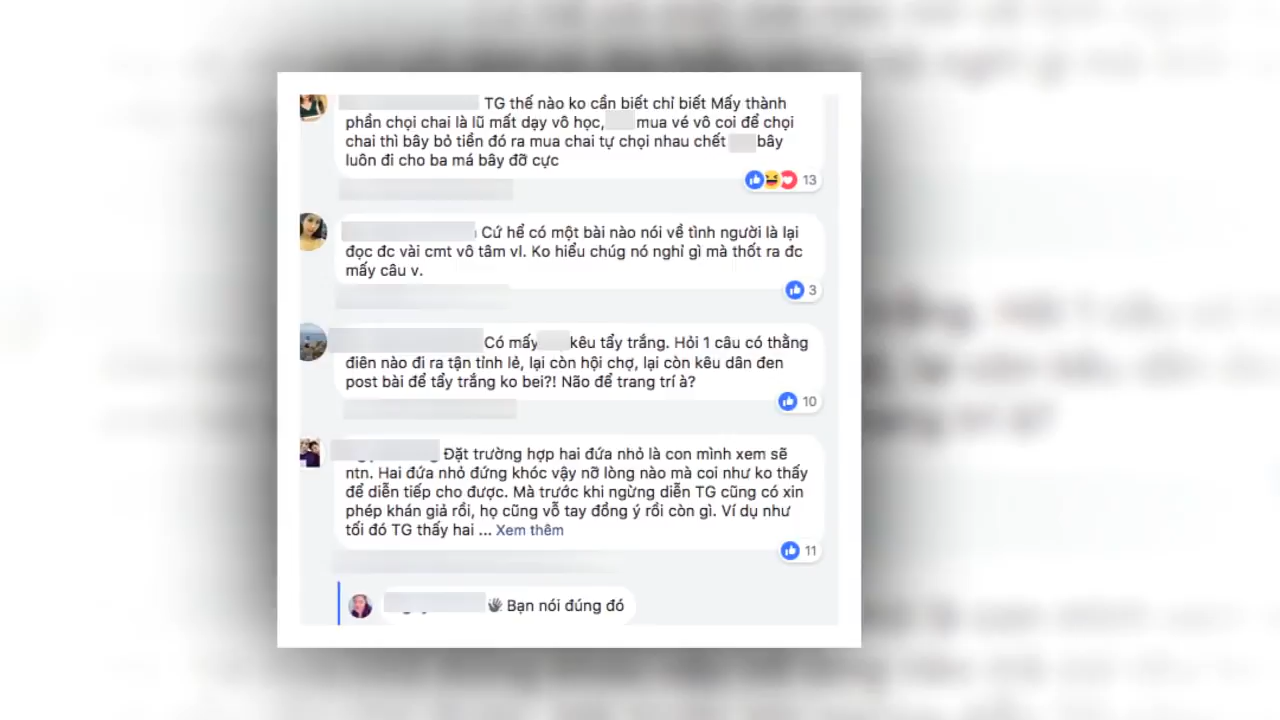 TG thế nào ko cần biết chỉ biết Mấy thành
phần chọi chai là lũ mất dạy vô học, mua vé vô coi để chọi
chai thì bây bỏ tiền đó ra mua chai tự chọi nhau chết bây
luôn đi cho ba má bây đỡ cực
13
Cứ hể có một bài nào nói về tình người là lại
đọc đc vài cmt vô tâm vl. Ko hiểu chúg nó nghỉ gì mà thốt ra đc
mấy câu v.
3
Có mấy kêu tẩy trắng. Hỏi 1 câu có thằng
điên nào đi ra tận tỉnh lẻ, lại còn hội chợ, lại còn kêu dân đen
post bài để tẩy trắng ko bei?! Não để trang trí à?
10
Đặt trường hợp hai đứa nhỏ là con mình xem sẽ
ntn. Hai đứa nhỏ đứng khóc vậy nỡ lòng nào mà coi như ko thấy
để diễn tiếp cho được. Mà trước khi ngừng diễn TG cũng có xin
phép khán giả rồi, họ cũng vỗ tay đồng ý rồi còn gì. Ví dụ như
tối đó TG thấy hai ... Xem thêm
11
Bạn nói đúng đó